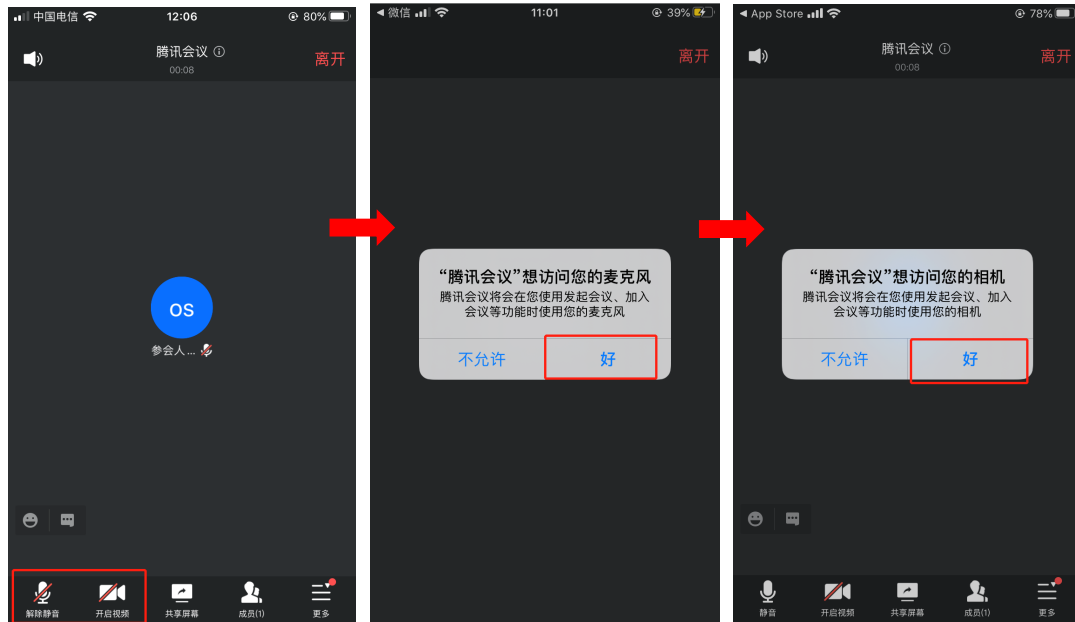 中国电信 12:06 80%
腾讯会议
离开
00:08
OS
参会人...
解除静音 开启视频 共享屏幕 成员(1) 更多
微信 11:01 39%
离开
“腾讯会议”想访问您的麦克风
腾讯会议将会在您使用发起会议、加入
会议等功能时使用您的麦克风
不允许 好
App Store 78%
腾讯会议
离开
00:08
“腾讯会议”想访问您的相机
腾讯会议将会在您使用发起会议、加入
会议等功能时使用您的相机
不允许 好
静音 开启视频 共享屏幕 成员(1) 更多